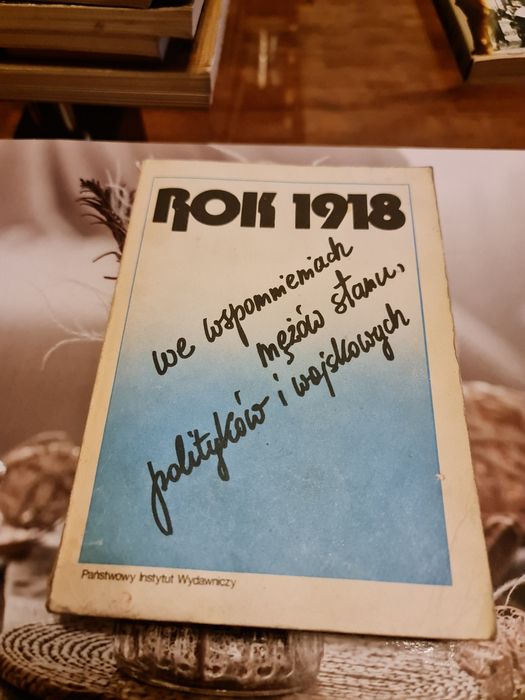 ROK 1918
we wspomnieniach
mężów stanu,
polityków i wojskowych
Państwowy Instytut Wydawniczy